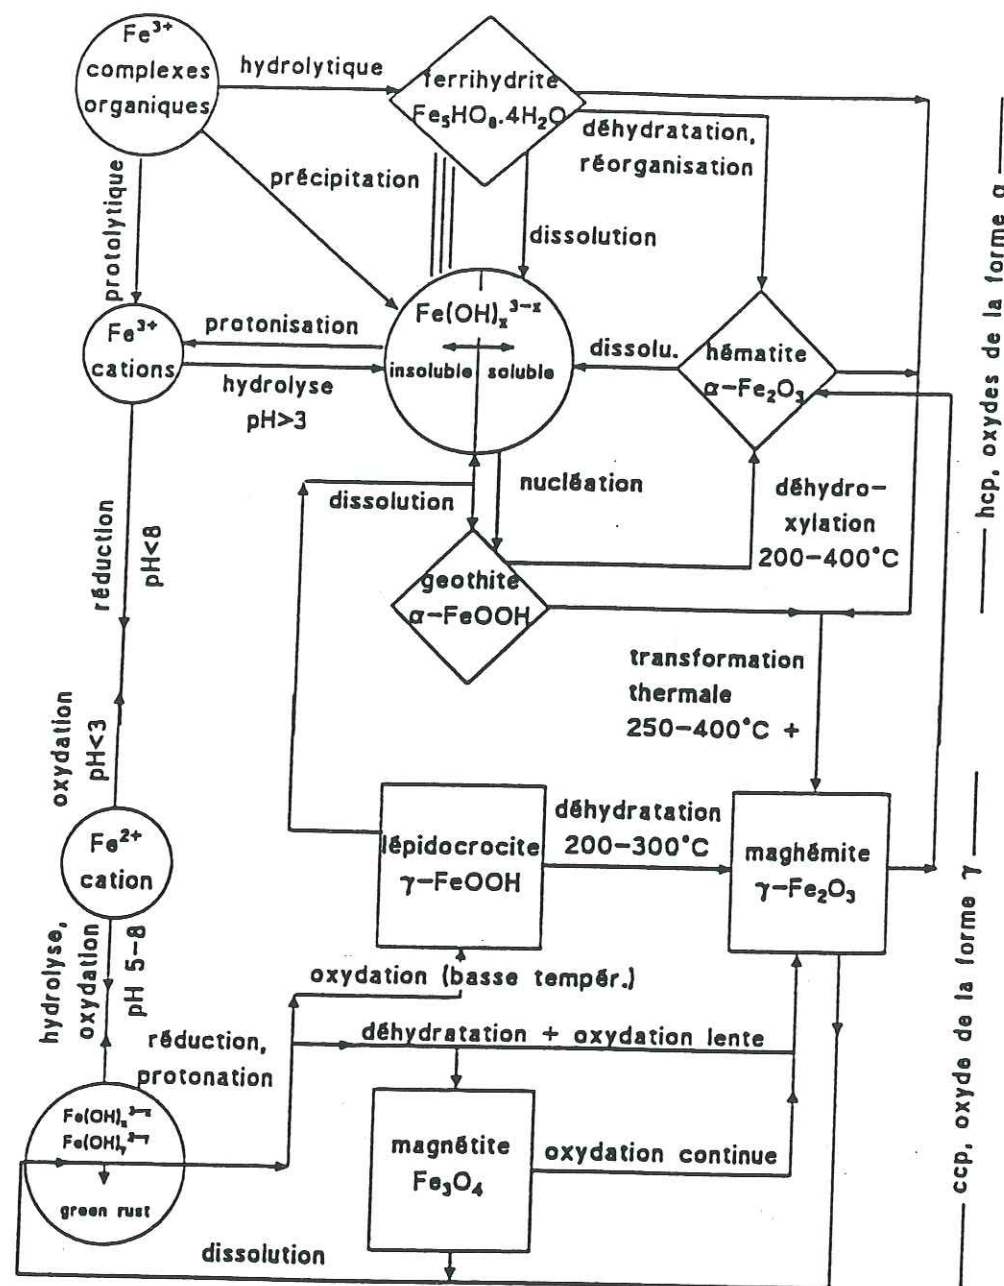 Fe³⁺
complexes
organiques
hydrolytique
ferrihydrite
Fe₅HO₈.4H₂O
déhydratation,
réorganisation
précipitation
protolytique
dissolution
Fe³⁺
cations
protonisation
hydrolyse
pH>3
Fe(OH)ₓ³⁻ˣ
insoluble
soluble
dissolu.
hématite
α-Fe₂O₃
hcp, oxydes de la forme α
dissolution
nucléation
déhydro-
xylation
200-400°C
réduction
pH<8
geothite
α-FeOOH
transformation
thermale
250-400°C +
oxydation
pH<3
Fe²⁺
cation
lépidocrocite
γ-FeOOH
déhydratation
200-300°C
maghémite
γ-Fe₂O₃
ccp, oxyde de la forme γ
hydrolyse,
oxydation
pH 5-8
oxydation (basse tempér.)
réduction,
protonation
déhydratation + oxydation lente
Fe(OH)ₓ³⁻ˣ
green rust
magnétite
Fe₃O₄
oxydation continue
dissolution